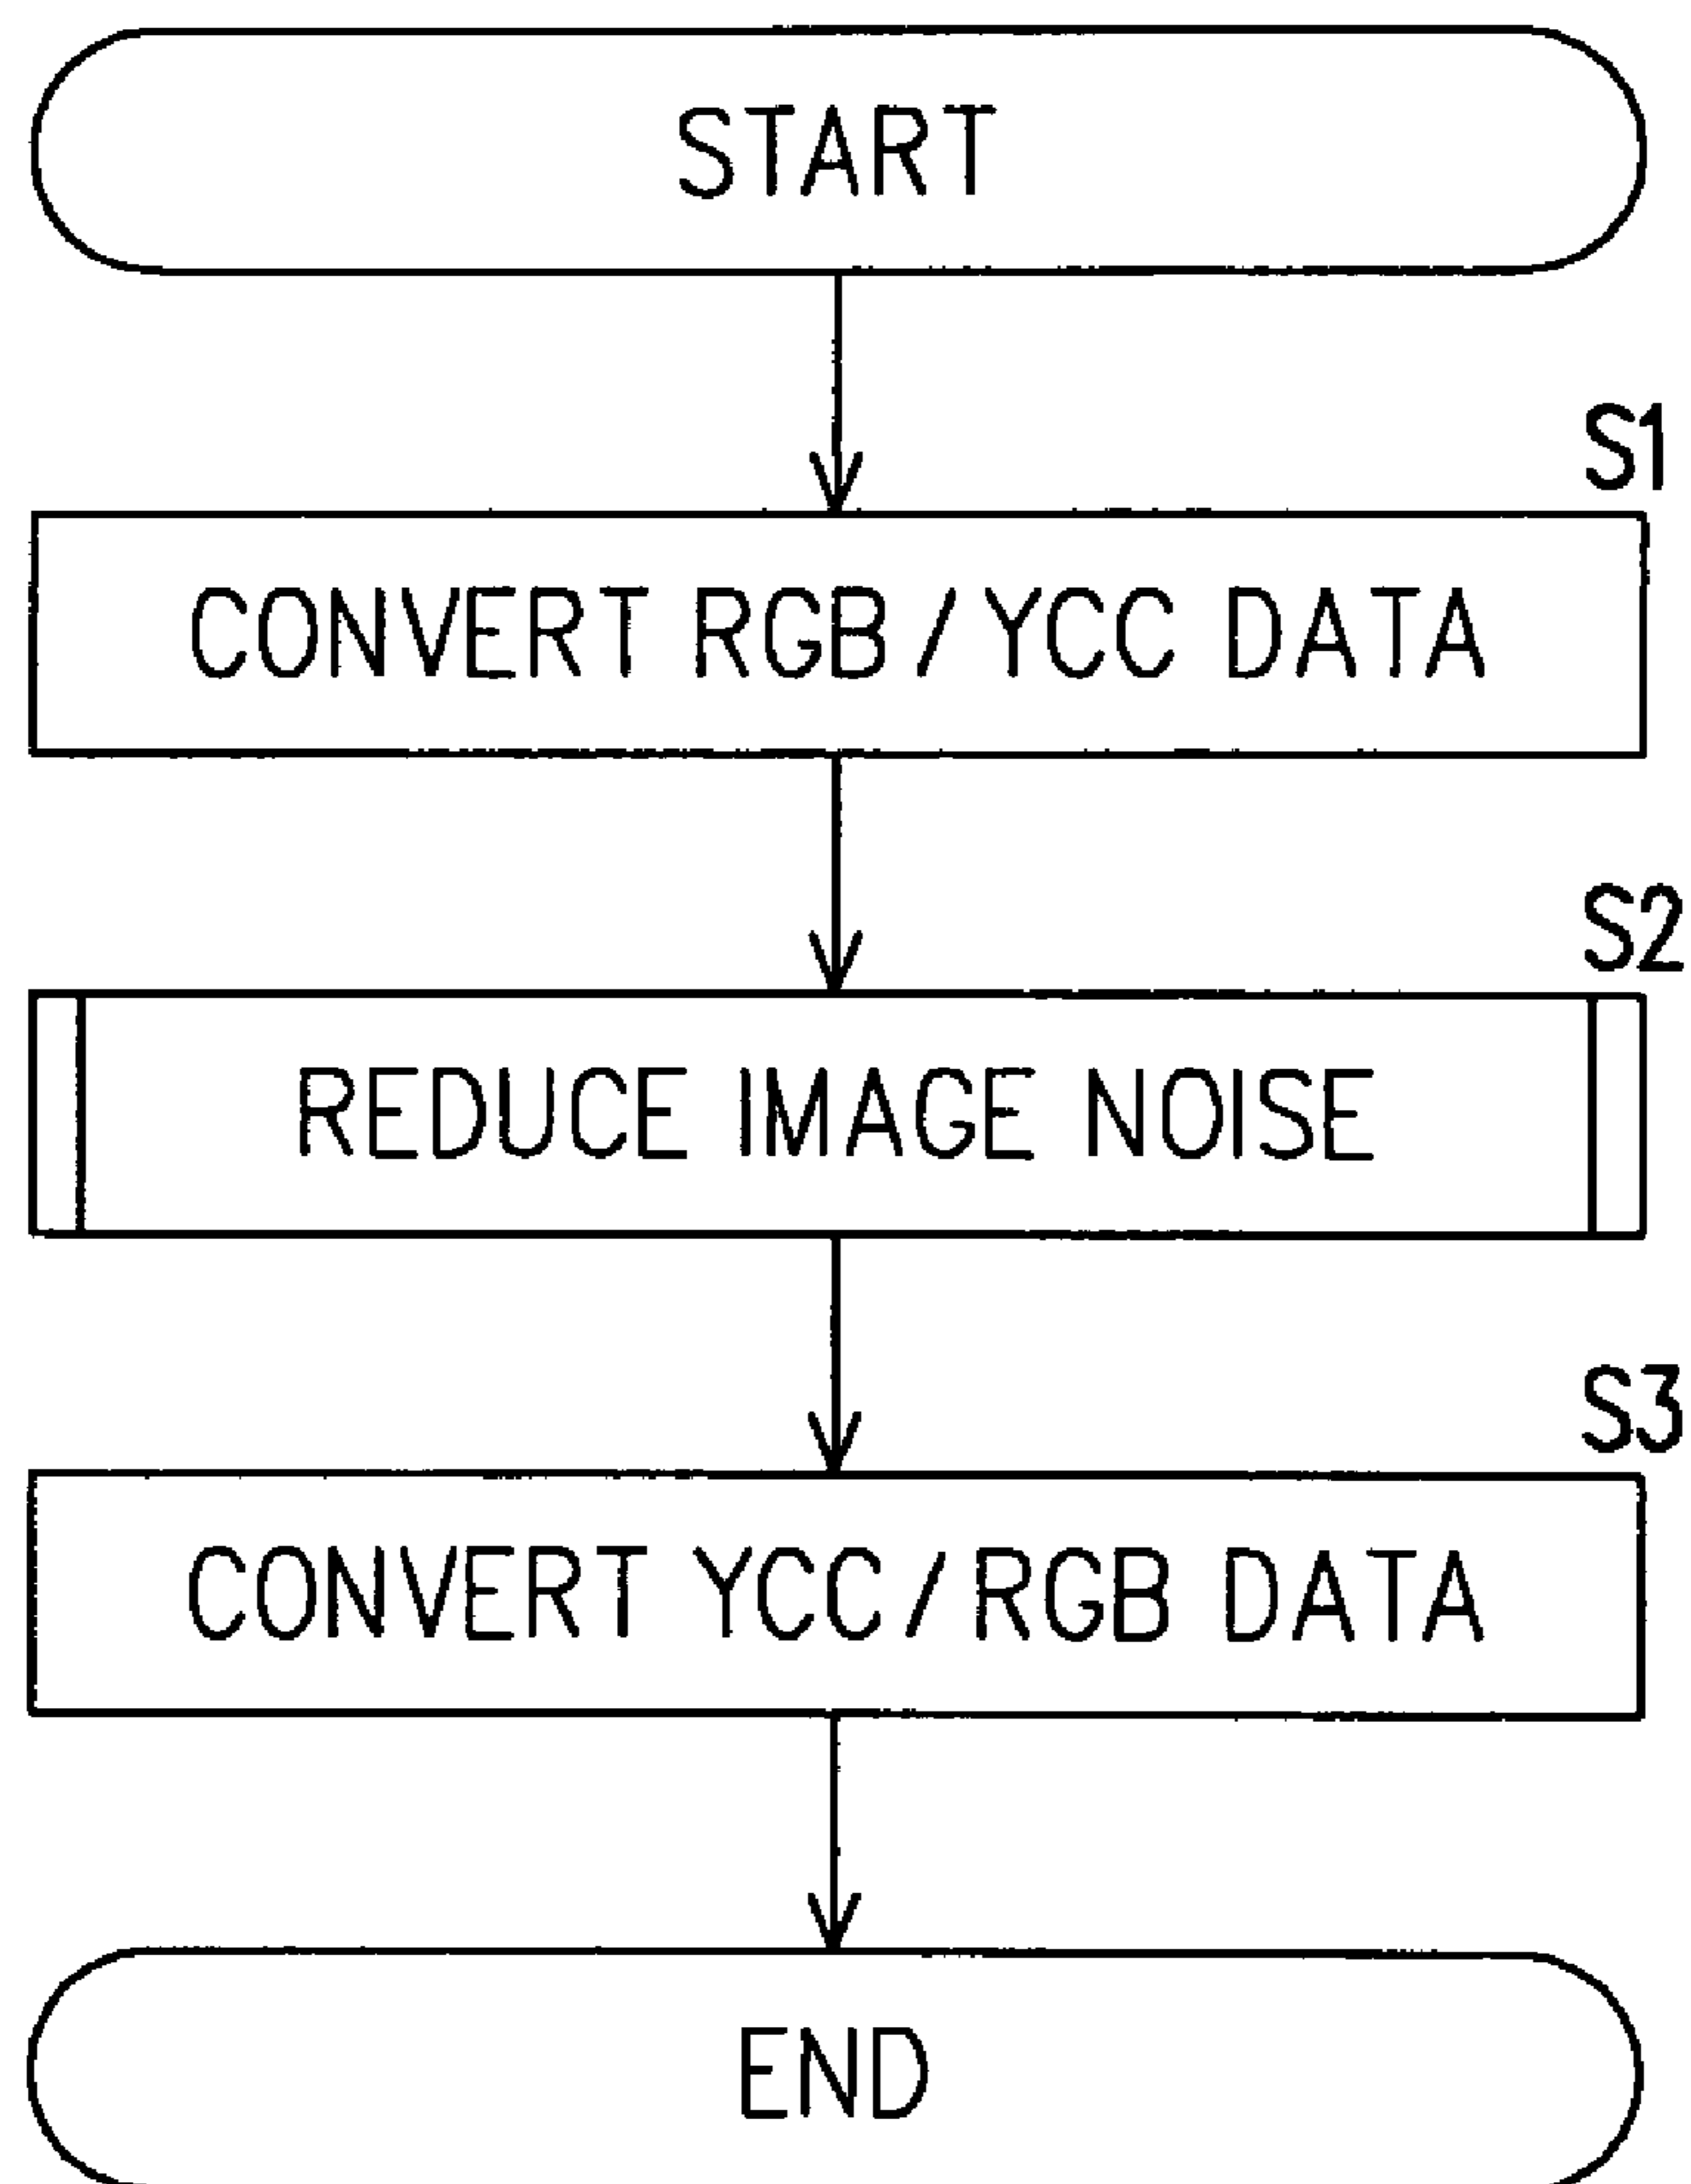 START
S1
CONVERT RGB/YCC DATA
S2
REDUCE IMAGE NOISE
S3
CONVERT YCC/RGB DATA
END